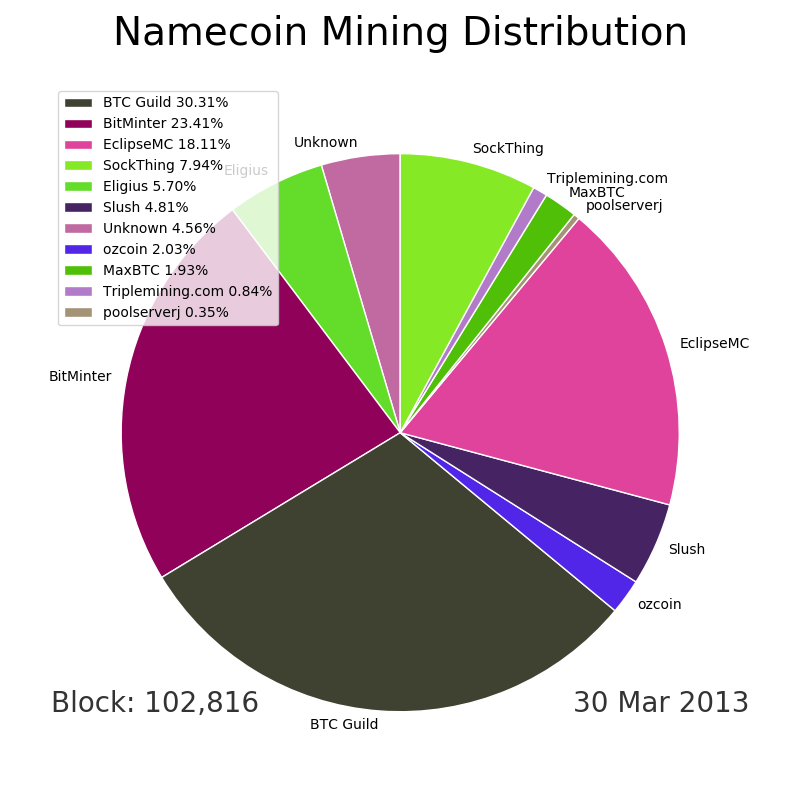 Namecoin Mining Distribution
BTC Guild 30.31%
BitMinter 23.41%
EclipseMC 18.11%
SockThing 7.94%
Eligius 5.70%
Slush 4.81%
Unknown 4.56%
ozcoin 2.03%
MaxBTC 1.93%
Triplemining.com 0.84%
poolserverj 0.35%
Unknown
SockThing
Eligius
Triplemining.com
MaxBTC
poolserverj
EclipseMC
BitMinter
Slush
ozcoin
BTC Guild
Block: 102,816
30 Mar 2013